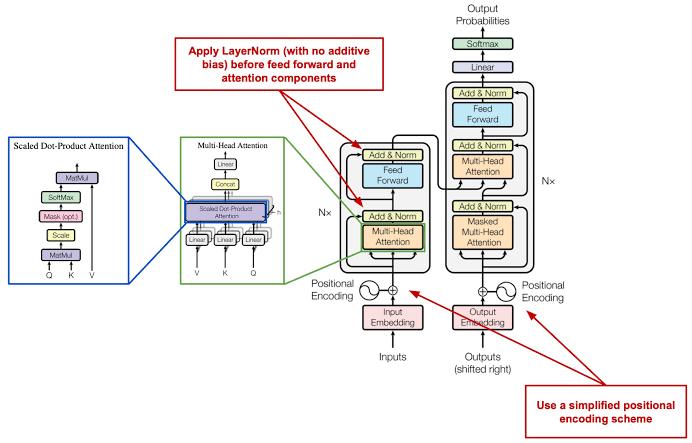 Output
Probabilities
Softmax
Linear
Add & Norm
Feed
Forward
Add & Norm
Multi-Head
Attention
Add & Norm
Masked
Multi-Head
Attention
Nx
Positional
Encoding
Output
Embedding
Outputs
(shifted right)
Apply LayerNorm (with no additive
bias) before feed forward and
attention components
Add & Norm
Feed
Forward
Add & Norm
Multi-Head
Attention
Nx
Positional
Encoding
Input
Embedding
Inputs
Scaled Dot-Product Attention
MatMul
SoftMax
Mask (opt.)
Scale
MatMul
Q K V
Multi-Head Attention
Linear
Concat
Scaled Dot-Product
Attention
h
Linear Linear Linear
V K Q
Use a simplified positional
encoding scheme